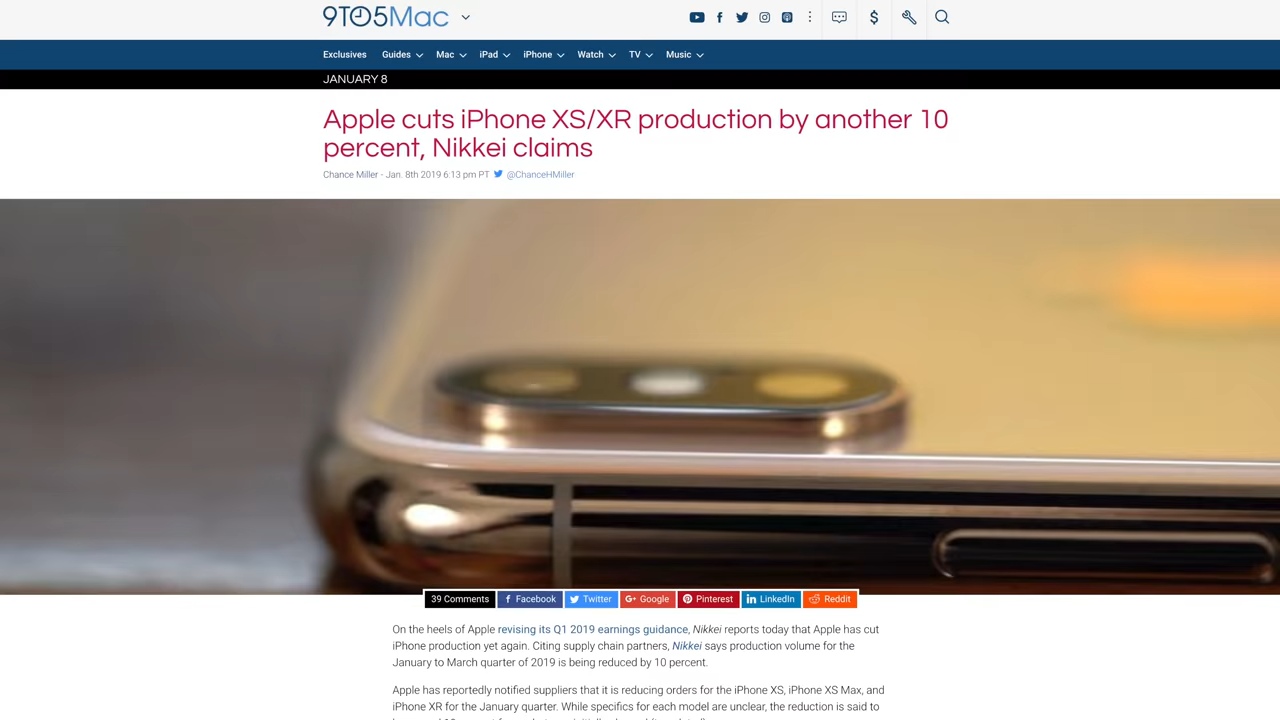 9TO5Mac
Exclusives Guides Mac iPad iPhone Watch TV Music
JANUARY 8
Apple cuts iPhone XS/XR production by another 10
percent, Nikkei claims
Chance Miller - Jan. 8th 2019 6:13 pm PT @ChanceHMiller
39 Comments Facebook Twitter Google Pinterest LinkedIn Reddit
On the heels of Apple revising its Q1 2019 earnings guidance, Nikkei reports today that Apple has cut
iPhone production yet again. Citing supply chain partners, Nikkei says production volume for the
January to March quarter of 2019 is being reduced by 10 percent.
Apple has reportedly notified suppliers that it is reducing orders for the iPhone XS, iPhone XS Max, and
iPhone XR for the January quarter. While specifics for each model are unclear, the reduction is said to